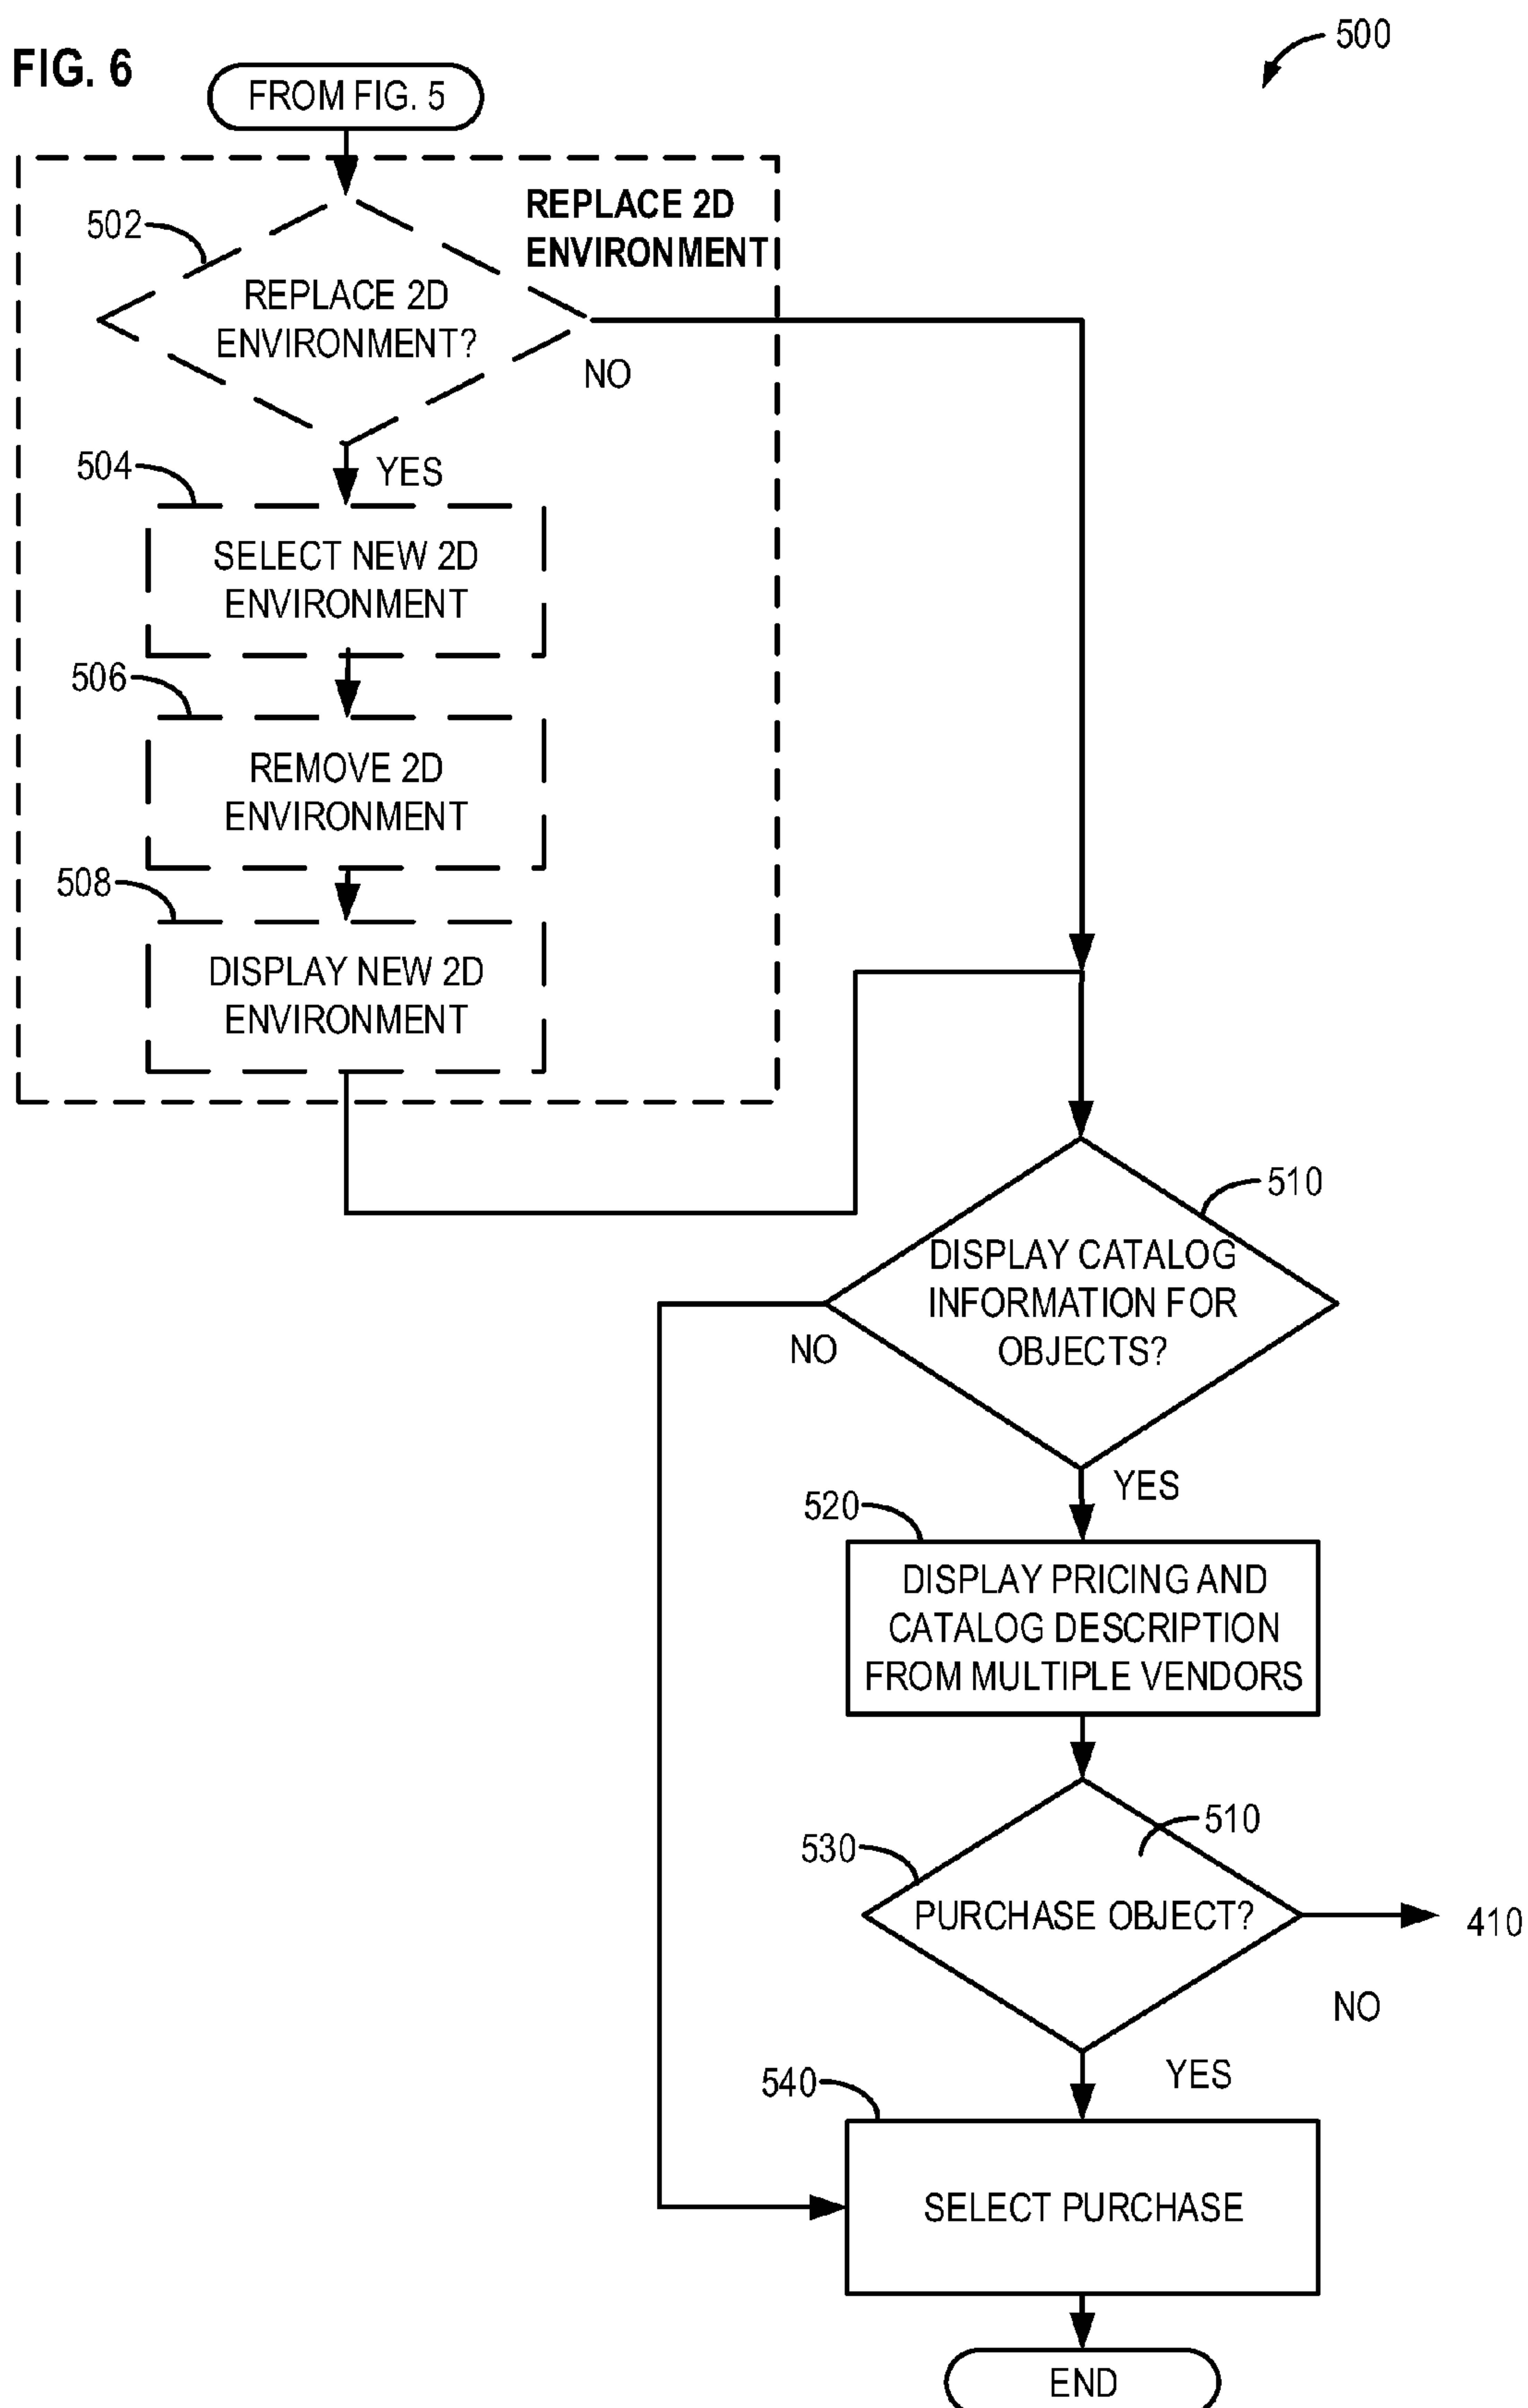 500
FIG. 6
FROM FIG. 5
REPLACE 2D
ENVIRONMENT
502
REPLACE 2D
ENVIRONMENT?
NO
YES
504
SELECT NEW 2D
ENVIRONMENT
506
REMOVE 2D
ENVIRONMENT
508
DISPLAY NEW 2D
ENVIRONMENT
510
DISPLAY CATALOG
INFORMATION FOR
OBJECTS?
NO
YES
520
DISPLAY PRICING AND
CATALOG DESCRIPTION
FROM MULTIPLE VENDORS
510
530
PURCHASE OBJECT?
410
NO
YES
540
SELECT PURCHASE
END